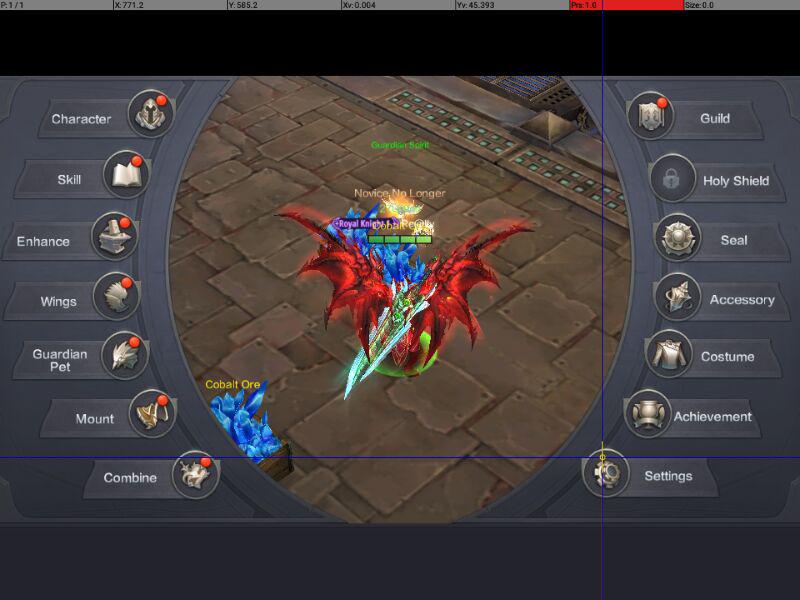 P: 1 / 1
X: 771.2
Y: 585.2
Xv: 0.004
Yv: 45.393
Prs: 1.0
Size: 0.0
Character
Guild
Guardian Spirit
Skill
Holy Shield
Novice No Longer
Royal Knight
Enhance
Seal
Wings
Accessory
Guardian
Pet
Costume
Cobalt Ore
Mount
Achievement
Combine
Settings